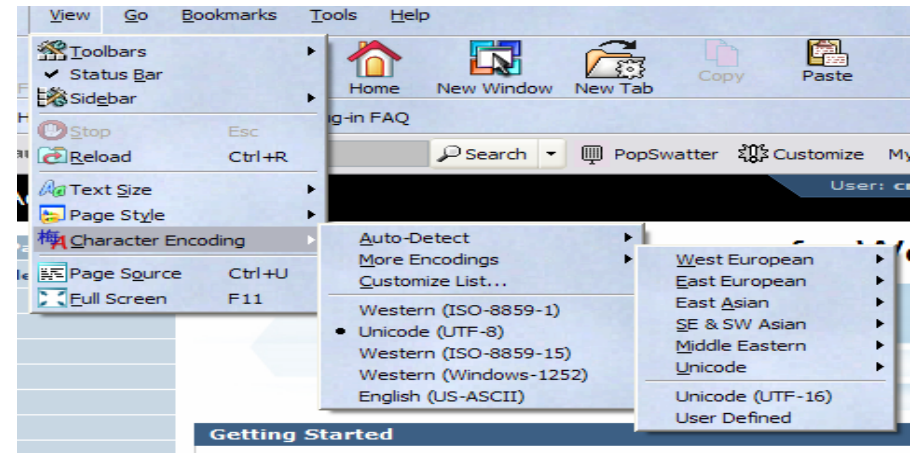 View Go Bookmarks Tools Help
Toolbars
Status Bar
Sidebar
Stop Esc
Reload Ctrl+R
Text Size
Page Style
Character Encoding
Page Source Ctrl+U
Full Screen F11
Home New Window New Tab Copy Paste
g-in FAQ
Search PopSwatter Customize My
User:
Auto-Detect
More Encodings
Customize List...
Western (ISO-8859-1)
Unicode (UTF-8)
Western (ISO-8859-15)
Western (Windows-1252)
English (US-ASCII)
West European
East European
East Asian
SE & SW Asian
Middle Eastern
Unicode
Unicode (UTF-16)
User Defined
Getting Started